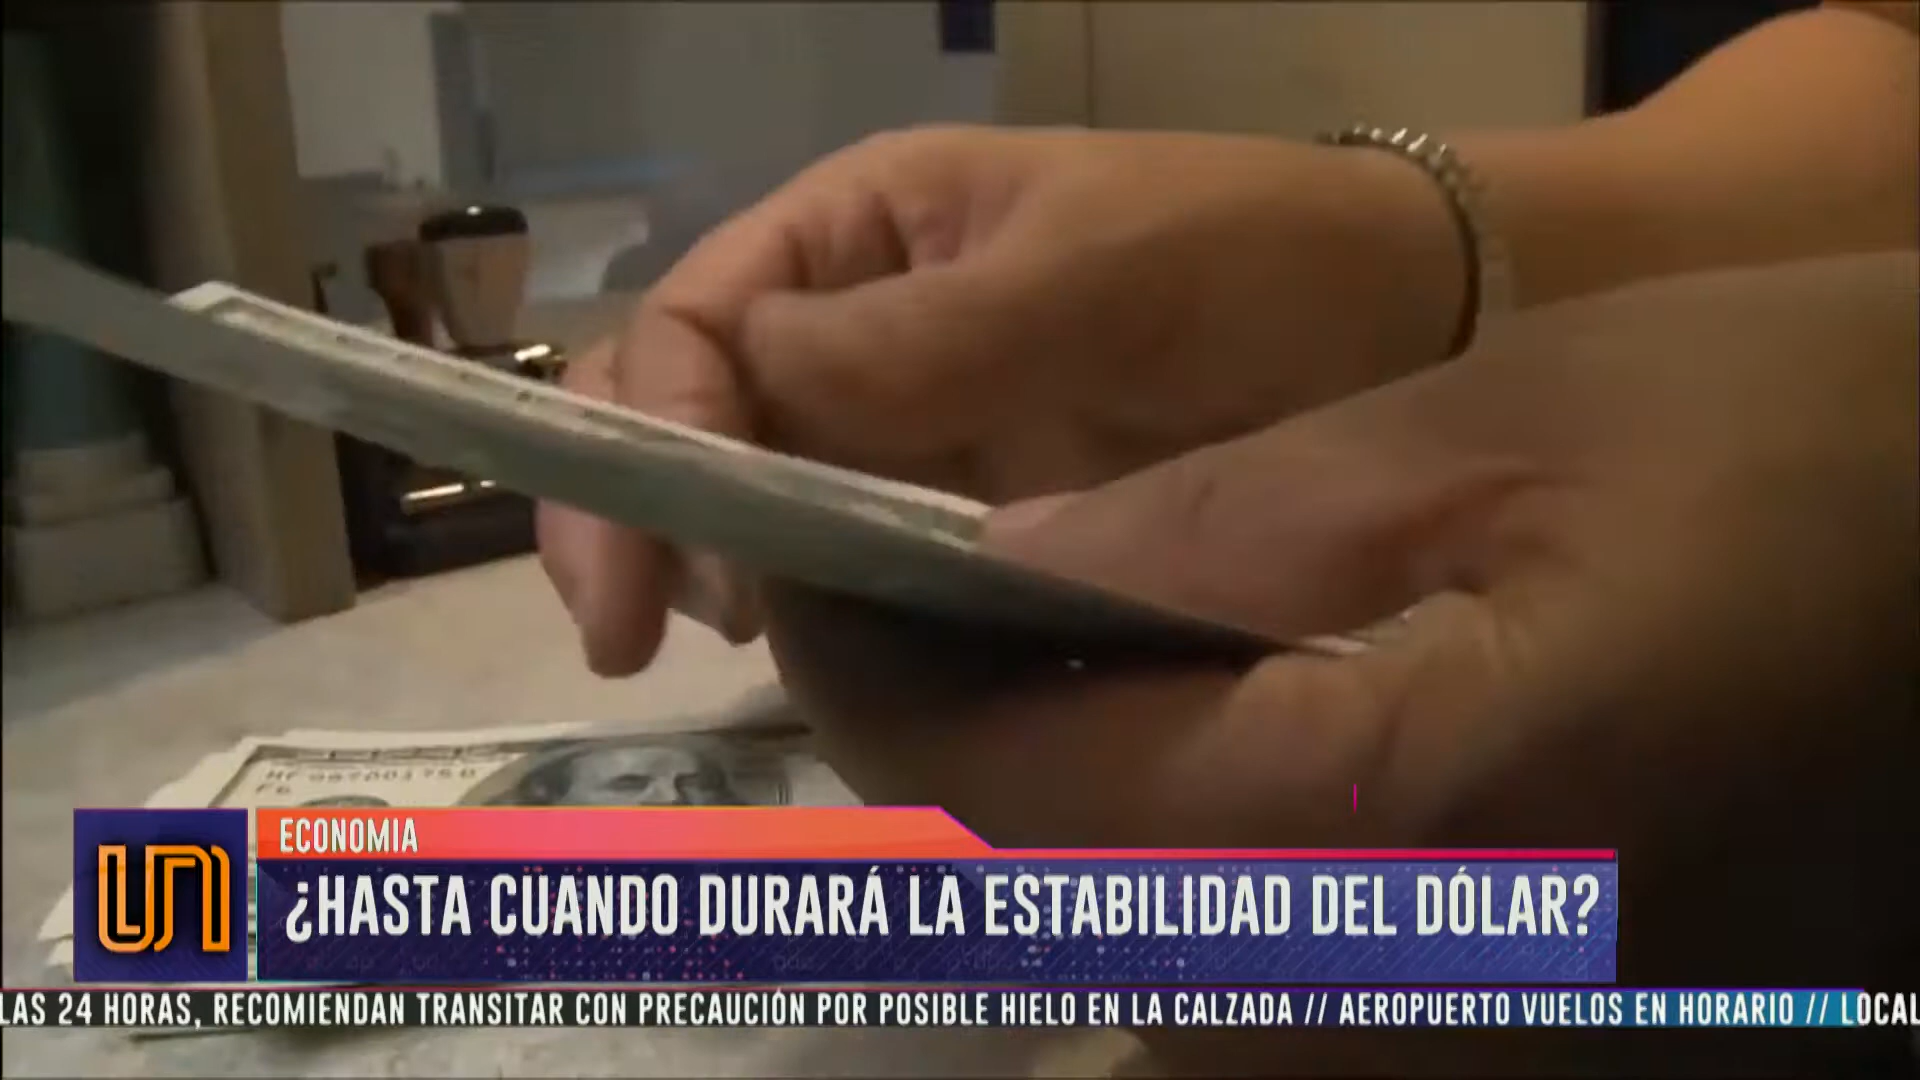 ECONOMIA
UN
¿HASTA CUANDO DURARÁ LA ESTABILIDAD DEL DÓLAR?
LAS 24 HORAS, RECOMIENDAN TRANSITAR CON PRECAUCIÓN POR POSIBLE HIELO EN LA CALZADA // AEROPUERTO VUELOS EN HORARIO // LOCAL